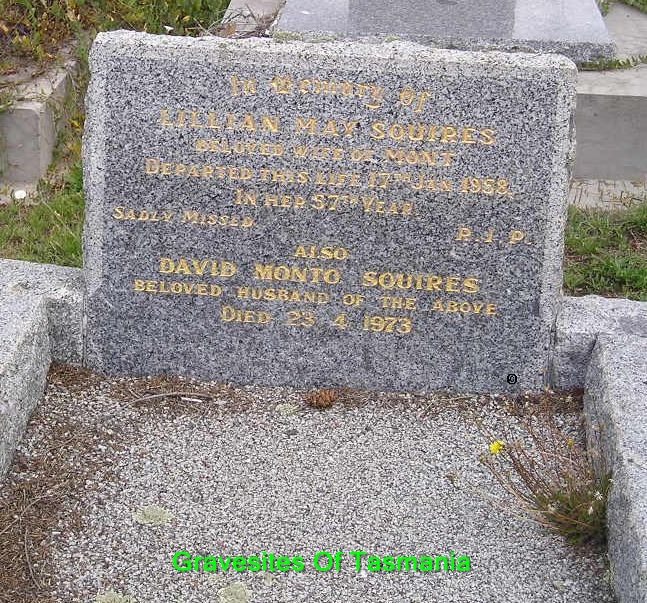 In Memory Of
LILLIAN MAY SQUIRES
BELOVED WIFE OF MONT
DEPARTED THIS LIFE 17TH JAN. 1958.
IN HER 57TH YEAR.
SADLY MISSED
R.I.P.
ALSO
DAVID MONTO SQUIRES
BELOVED HUSBAND OF THE ABOVE
DIED 23 4 1973
Gravesites Of Tasmania